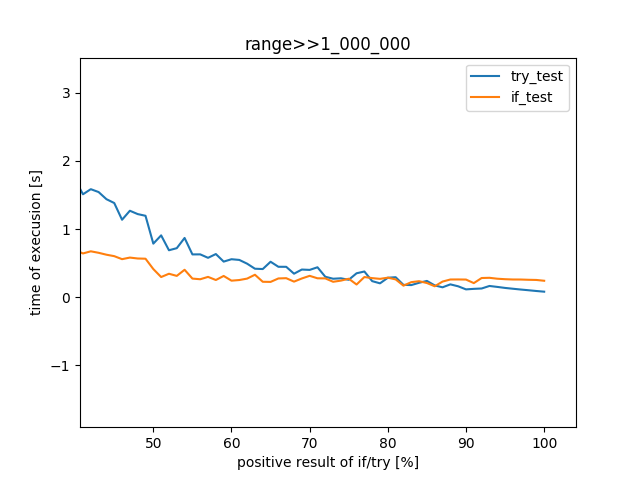 range>>1_000_000
try_test
if_test
3
2
1
0
−1
time of execusion [s]
50
60
70
80
90
100
positive result of if/try [%]